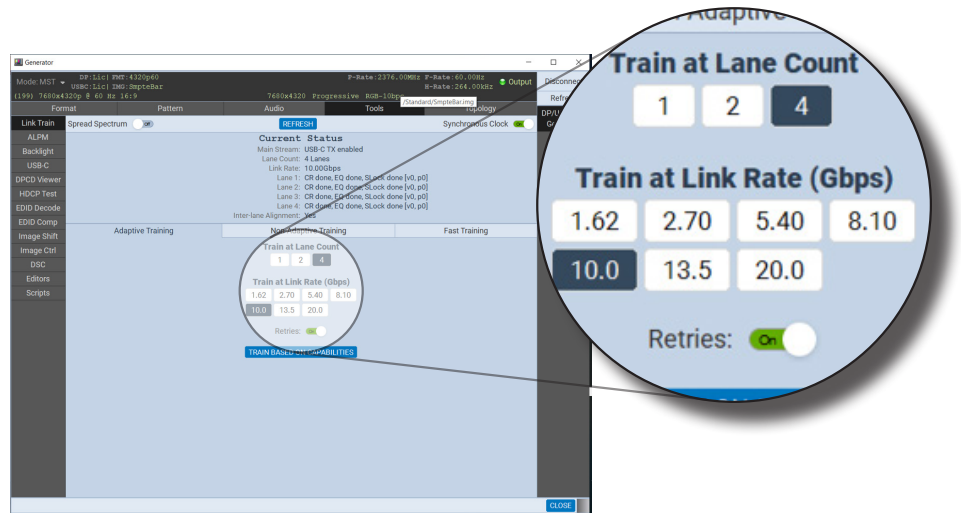 Generator
Mode: MST
DP:Lic| FMT:4320p60
USBC:Lic| IMG:SmpteBar
P-Rate:2376.00MHz F-Rate:60.00Hz
H-Rate:264.00kHz
Output
Disconnec
(199) 7680x4320p @ 60 Hz 16:9
7680x4320 Progressive RGB-10bpc
/Standard/SmpteBar.img
Refre
Format
Pattern
Audio
Tools
Topology
DP/U
Link Train
ALPM
Backlight
USB-C
DPCD Viewer
HDCP Test
EDID Decode
EDID Comp
Image Shift
Image Ctrl
DSC
Editors
Scripts
Spread Spectrum Off
REFRESH
Synchronous Clock On
Current Status
Main Stream: USB-C TX enabled
Lane Count: 4 Lanes
Link Rate: 10.00Gbps
Lane 1: CR done, EQ done, SLock done [v0, p0]
Lane 2: CR done, EQ done, SLock done [v0, p0]
Lane 3: CR done, EQ done, SLock done [v0, p0]
Lane 4: CR done, EQ done, SLock done [v0, p0]
Inter-lane Alignment: Yes
Adaptive Training
Non-Adaptive Training
Fast Training
Train at Lane Count
1 2 4
Train at Link Rate (Gbps)
1.62 2.70 5.40 8.10
10.0 13.5 20.0
Retries: On
TRAIN BASED ON CAPABILITIES
CLOSE
Adaptive
Train at Lane Count
1 2 4
Train at Link Rate (Gbps)
1.62 2.70 5.40 8.10
10.0 13.5 20.0
Retries: On